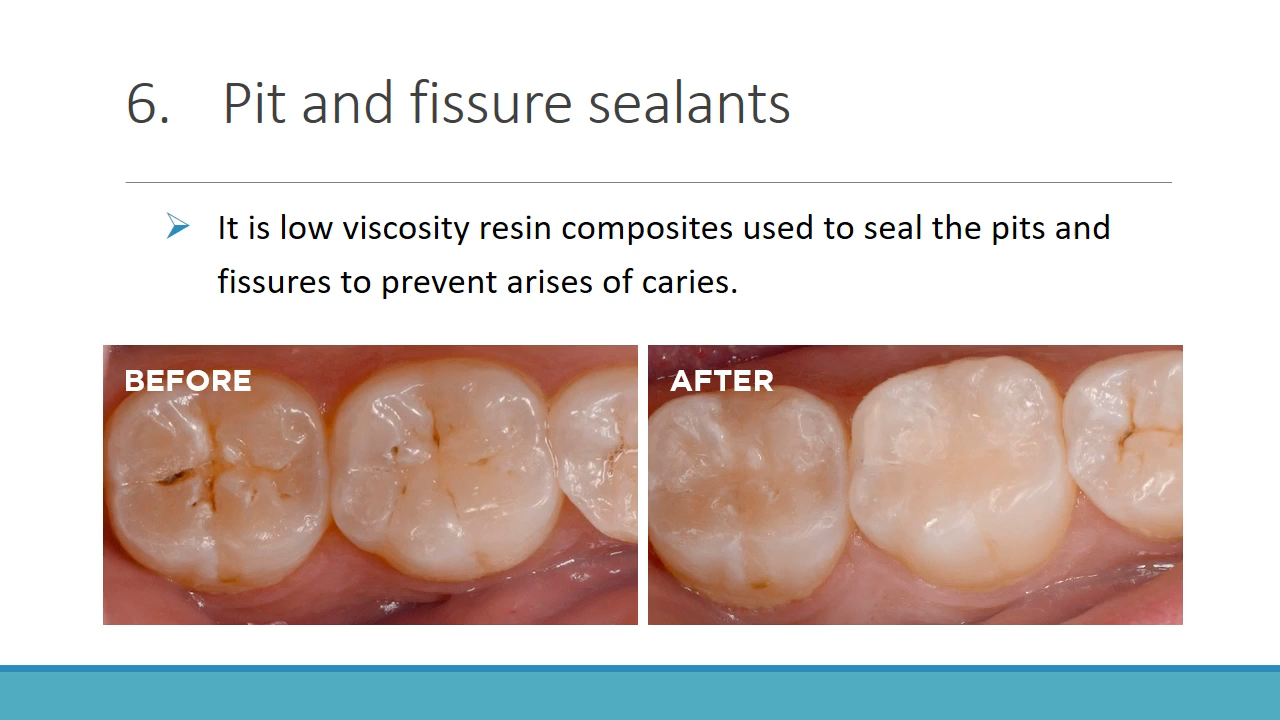 6. Pit and fissure sealants
➢ It is low viscosity resin composites used to seal the pits and
fissures to prevent arises of caries.
BEFORE
AFTER